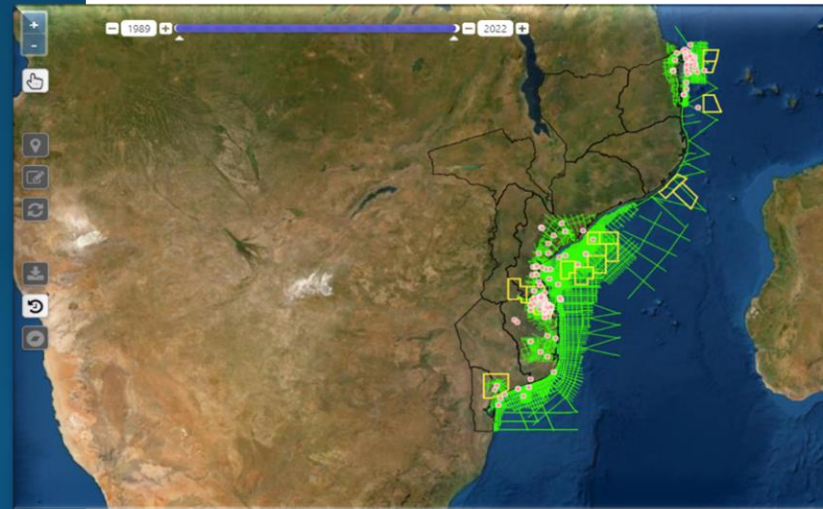 +
-
- 1989 + - 2022 +